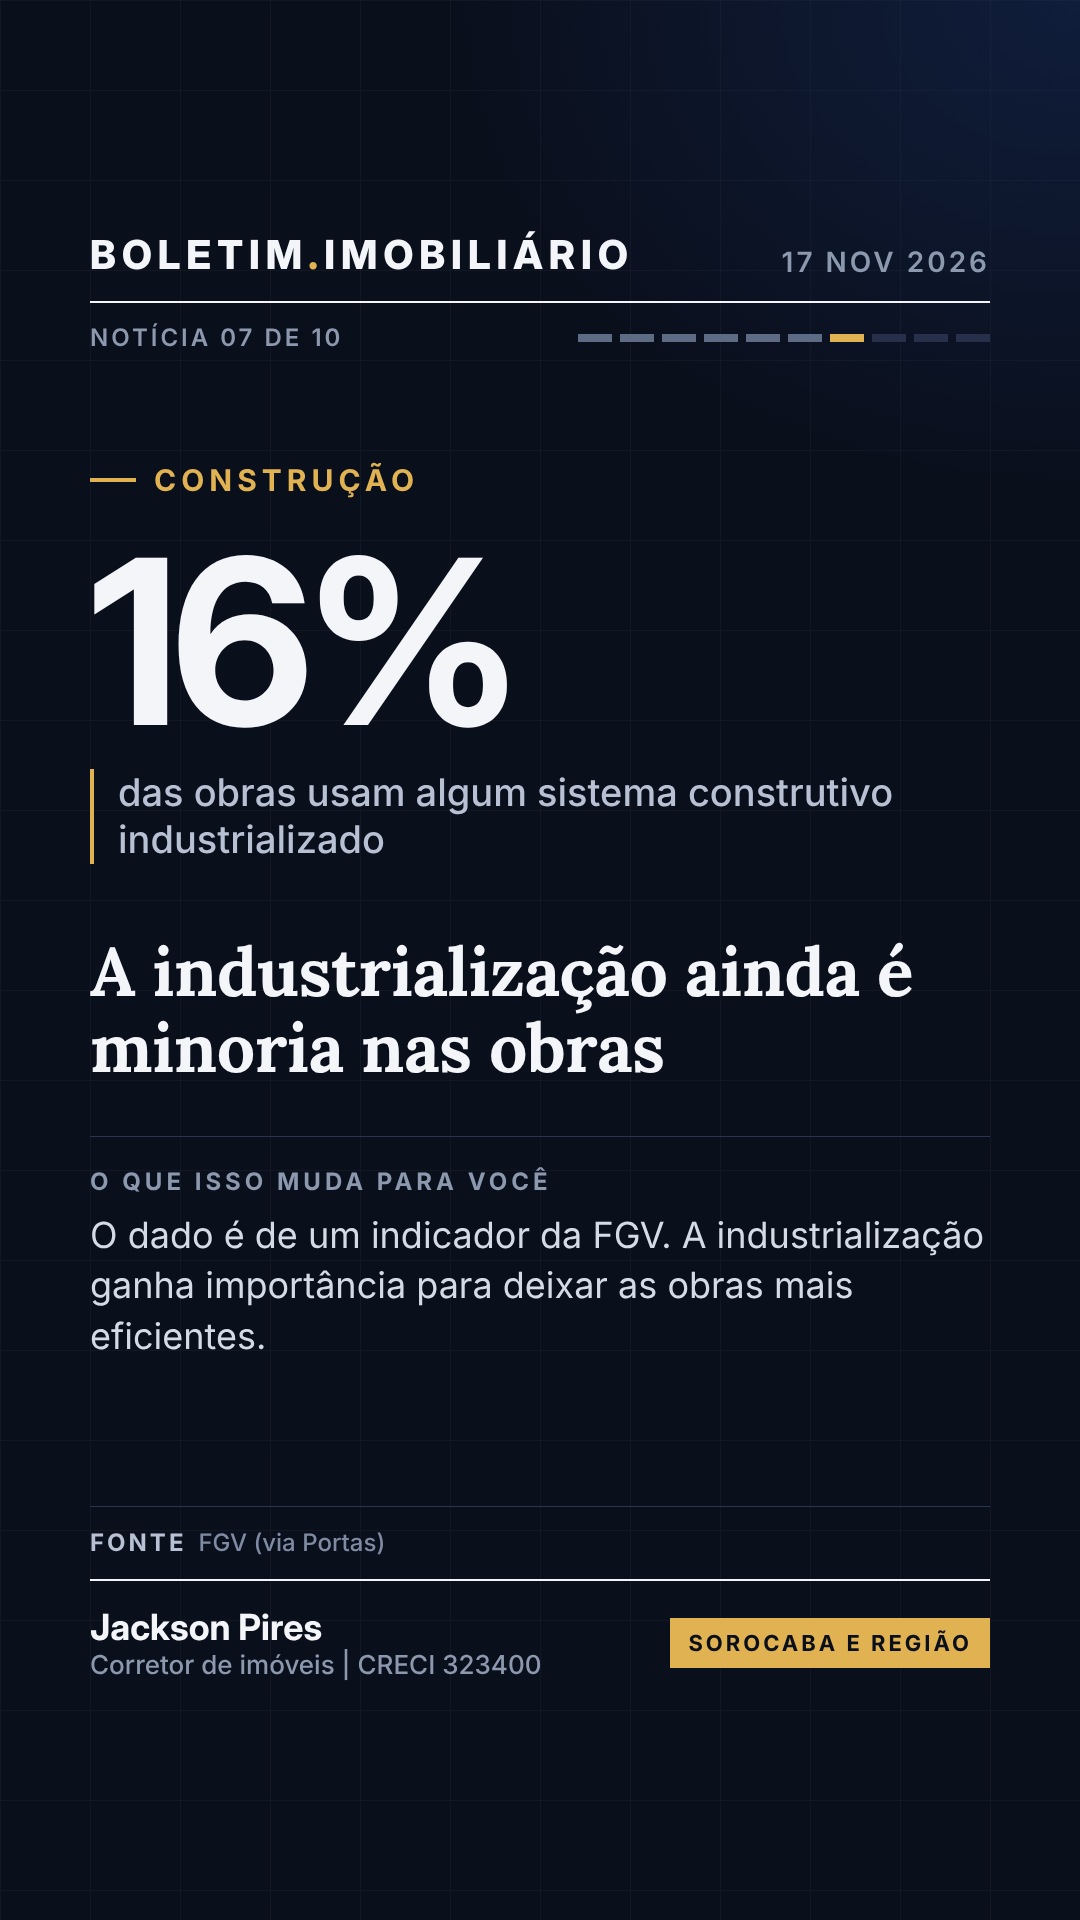 BOLETIM.IMOBILIÁRIO
17 NOV 2026
NOTÍCIA 07 DE 10
CONSTRUÇÃO
16%
das obras usam algum sistema construtivo
industrializado
A industrialização ainda é
minoria nas obras
O QUE ISSO MUDA PARA VOCÊ
O dado é de um indicador da FGV. A industrialização
ganha importância para deixar as obras mais
eficientes.
FONTE FGV (via Portas)
Jackson Pires
Corretor de imóveis | CRECI 323400
SOROCABA E REGIÃO